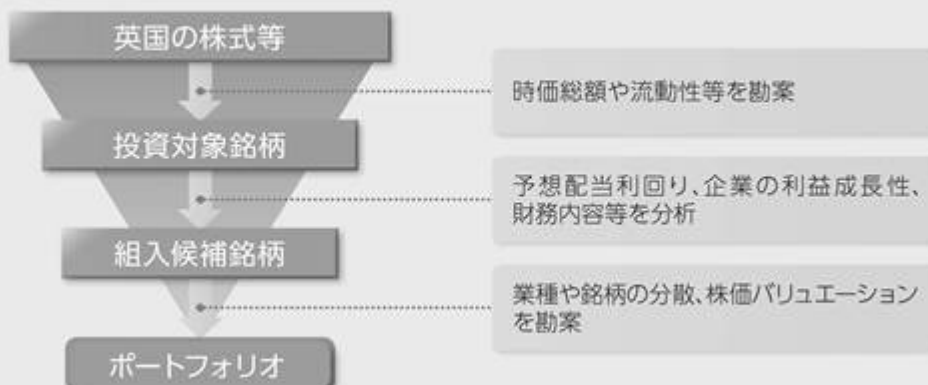 英国の株式等
時価総額や流動性等を勘案
投資対象銘柄
予想配当利回り、企業の利益成長性、
財務内容等を分析
組入候補銘柄
業種や銘柄の分散、株価バリュエーション
を勘案
ポートフォリオ